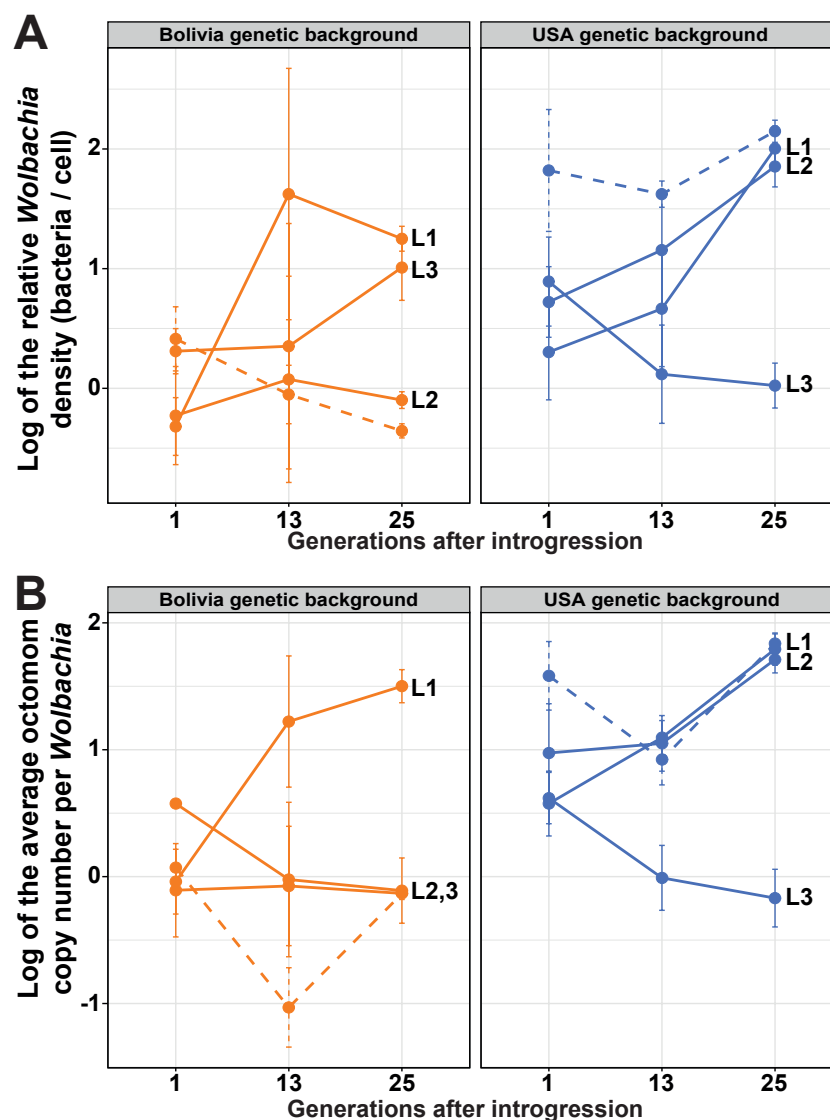 A
Bolivia genetic background
USA genetic background
Log of the relative Wolbachia
density (bacteria / cell)
2
1
0
L1
L3
L2
L1
L2
L3
1 13 25
1 13 25
Generations after introgression
B
Bolivia genetic background
USA genetic background
Log of the average octomom
copy number per Wolbachia
2
1
0
-1
L1
L2,3
L1
L2
L3
1 13 25
1 13 25
Generations after introgression